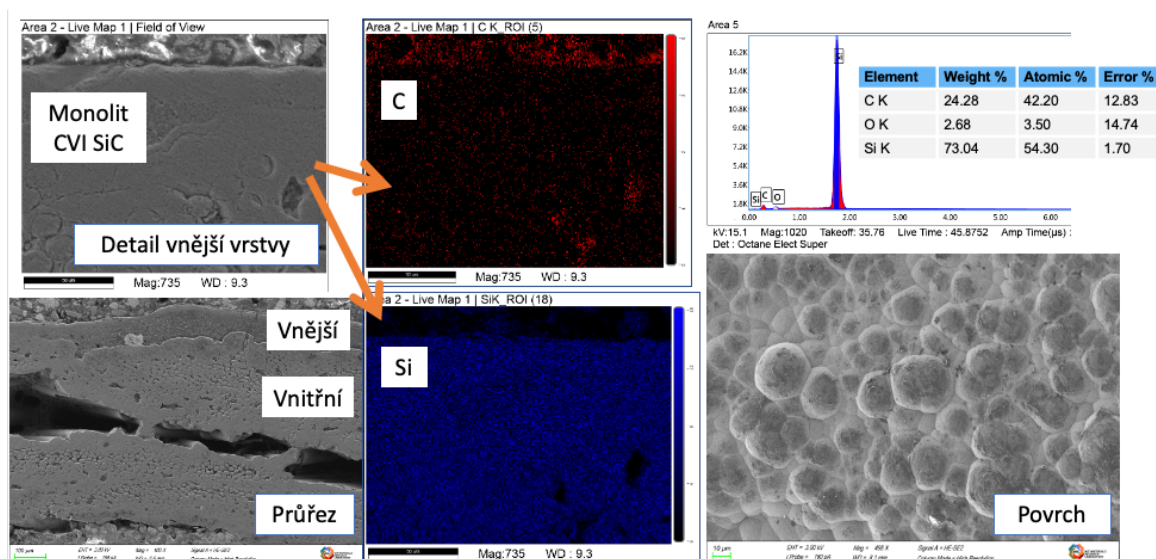 Area 2 - Live Map 1 | Field of View
Monolit
CVI SiC
Detail vnější vrstvy
Mag:735 WD : 9.3
Area 2 - Live Map 1 | C K_ROI (5)
C
Mag:735 WD : 9.3
Area 5
16.2K
14.4K
12.6K
10.8K
9.0K
7.2K
5.4K
3.6K
1.8K
Si
Si C O
0.00 1.00 2.00 3.00 4.00 5.00 6.00
kV:15.1 Mag:1020 Takeoff: 35.76 Live Time : 45.8752 Amp Time(µs) :
Det : Octane Elect Super
Element Weight % Atomic % Error %
C K 24.28 42.20 12.83
O K 2.68 3.50 14.74
Si K 73.04 54.30 1.70
Vnější
Vnitřní
Průřez
100 µm
Area 2 - Live Map 1 | SiK_ROI (18)
Si
Mag:735 WD : 9.3
Povrch
10 µm